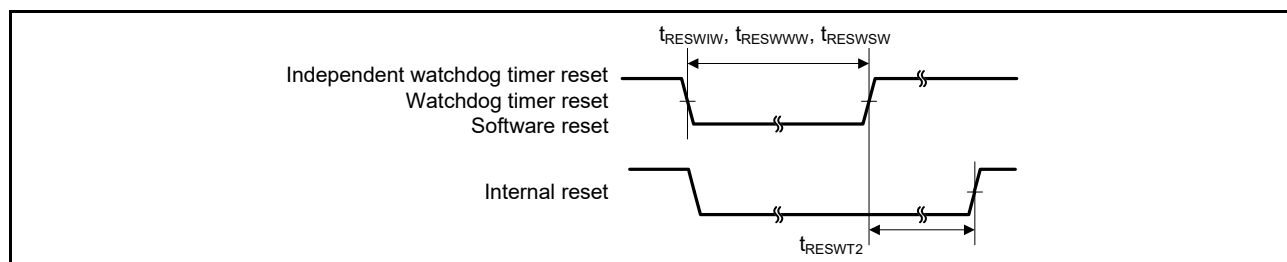 tRESWIW, tRESWWW, tRESWSW
Independent watchdog timer reset
Watchdog timer reset
Software reset
Internal reset
tRESWT2